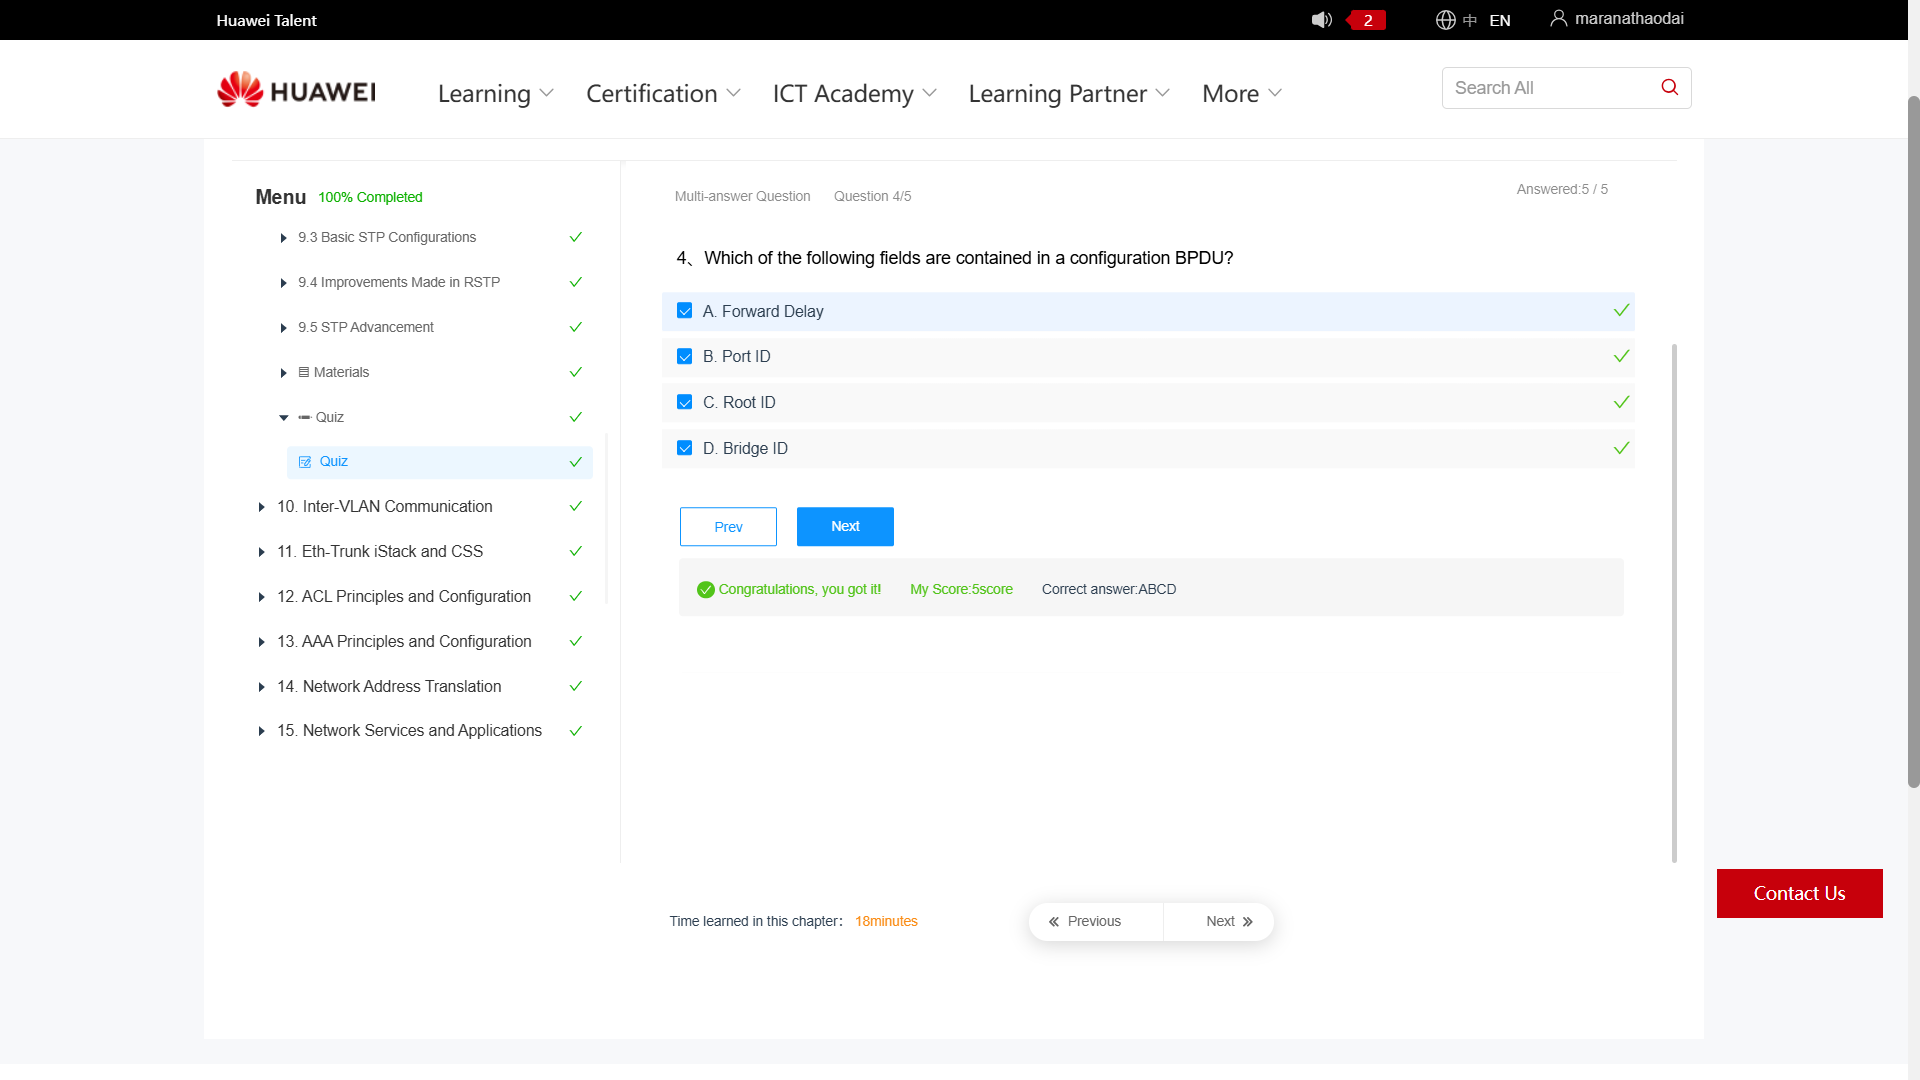 Huawei Talent
2
中 EN
maranathaodai
HUAWEI
Learning
Certification
ICT Academy
Learning Partner
More
Search All
Menu 100% Completed
9.3 Basic STP Configurations
9.4 Improvements Made in RSTP
9.5 STP Advancement
Materials
Quiz
Quiz
10. Inter-VLAN Communication
11. Eth-Trunk iStack and CSS
12. ACL Principles and Configuration
13. AAA Principles and Configuration
14. Network Address Translation
15. Network Services and Applications
Multi-answer Question Question 4/5
Answered:5 / 5
4、Which of the following fields are contained in a configuration BPDU?
A. Forward Delay
B. Port ID
C. Root ID
D. Bridge ID
Prev
Next
Congratulations, you got it! My Score:5score Correct answer:ABCD
Time learned in this chapter： 18minutes
« Previous
Next »
Contact Us